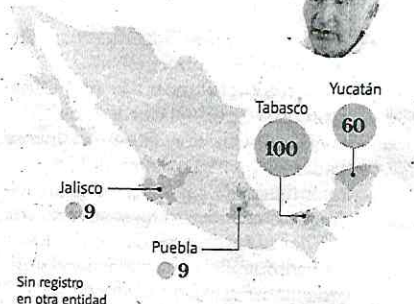 Yucatán
60
Tabasco
100
Jalisco
9
Puebla
9
Sin registro
en otra entidad